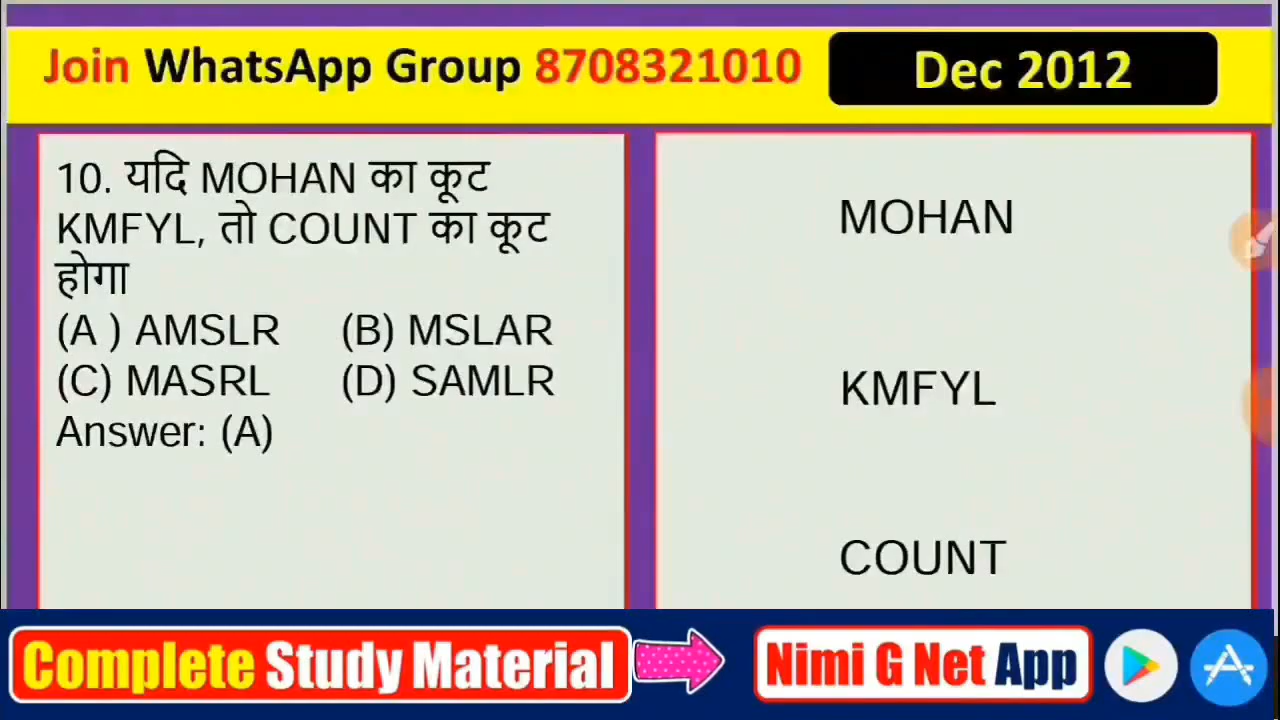 Join WhatsApp Group 8708321010
Dec 2012
10. यदि MOHAN का कूट
KMFYL, तो COUNT का कूट
होगा
(A ) AMSLR (B) MSLAR
(C) MASRL (D) SAMLR
Answer: (A)
MOHAN
KMFYL
COUNT
Complete Study Material
Nimi G Net App